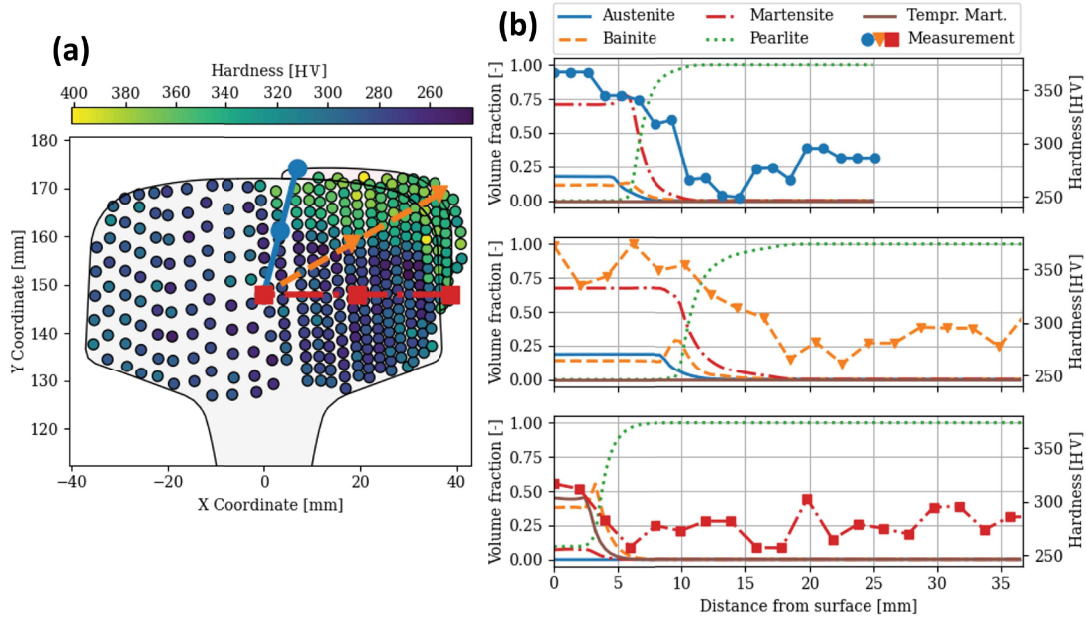 (a)
Hardness [HV]
400 380 360 340 320 300 280 260
180
170
160
150
140
130
120
Y Coordinate [mm]
−40 −20 0 20 40
X Coordinate [mm]
(b)
Austenite Martensite Tempr. Mart.
Bainite Pearlite Measurement
1.00
0.75
0.50
0.25
0.00
Volume fraction [-]
350
300
250
Hardness[HV]
1.00
0.75
0.50
0.25
0.00
Volume fraction [-]
350
300
250
Hardness[HV]
1.00
0.75
0.50
0.25
0.00
Volume fraction [-]
350
300
250
Hardness[HV]
0 5 10 15 20 25 30 35
Distance from surface [mm]